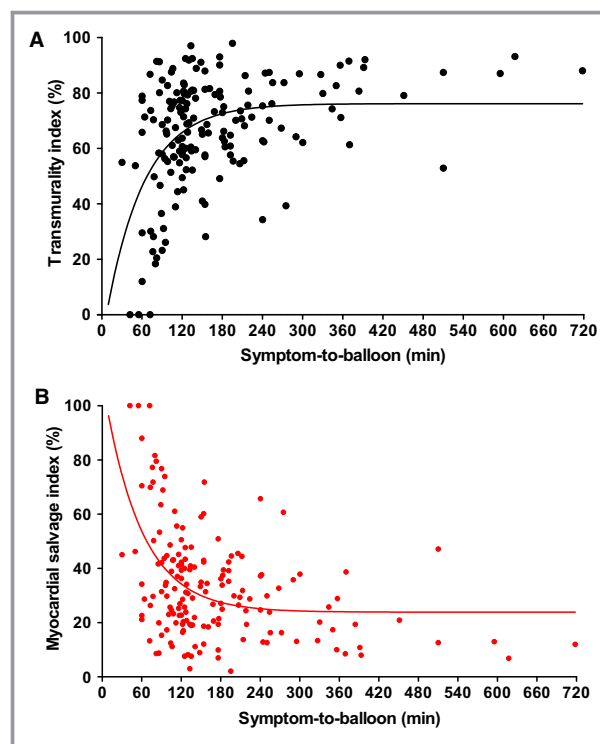 A
100
80
60
40
20
0
Transmurality index (%)
0 60 120 180 240 300 360 420 480 540 600 660 720
Symptom-to-balloon (min)
B
100
80
60
40
20
0
Myocardial salvage index (%)
0 60 120 180 240 300 360 420 480 540 600 660 720
Symptom-to-balloon (min)